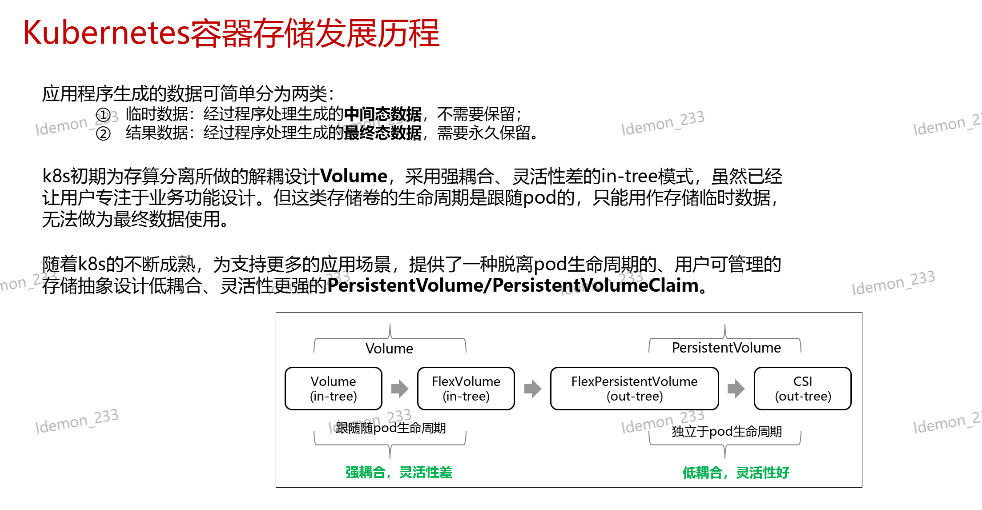 Kubernetes容器存储发展历程
应用程序生成的数据可简单分为两类：
① 临时数据：经过程序处理生成的中间态数据，不需要保留；
② 结果数据：经过程序处理生成的最终态数据，需要永久保留。
k8s初期为存算分离所做的解耦设计Volume，采用强耦合、灵活性差的in-tree模式，虽然已经
让用户专注于业务功能设计。但这类存储卷的生命周期是跟随pod的，只能用作存储临时数据，
无法做为最终数据使用。
随着k8s的不断成熟，为支持更多的应用场景，提供了一种脱离pod生命周期的、用户可管理的
存储抽象设计低耦合、灵活性更强的PersistentVolume/PersistentVolumeClaim。
Volume
PersistentVolume
Volume
(in-tree)
FlexVolume
(in-tree)
FlexPersistentVolume
(out-tree)
CSI
(out-tree)
跟随随pod生命周期
独立于pod生命周期
强耦合，灵活性差
低耦合，灵活性好
ldemon_233
ldemon_233
ldemon_23
mon_233
ldemon_233
ldemon_233
ldemon_233
ldemon_233
ldemon_233
ldemon_233
ldemon_23